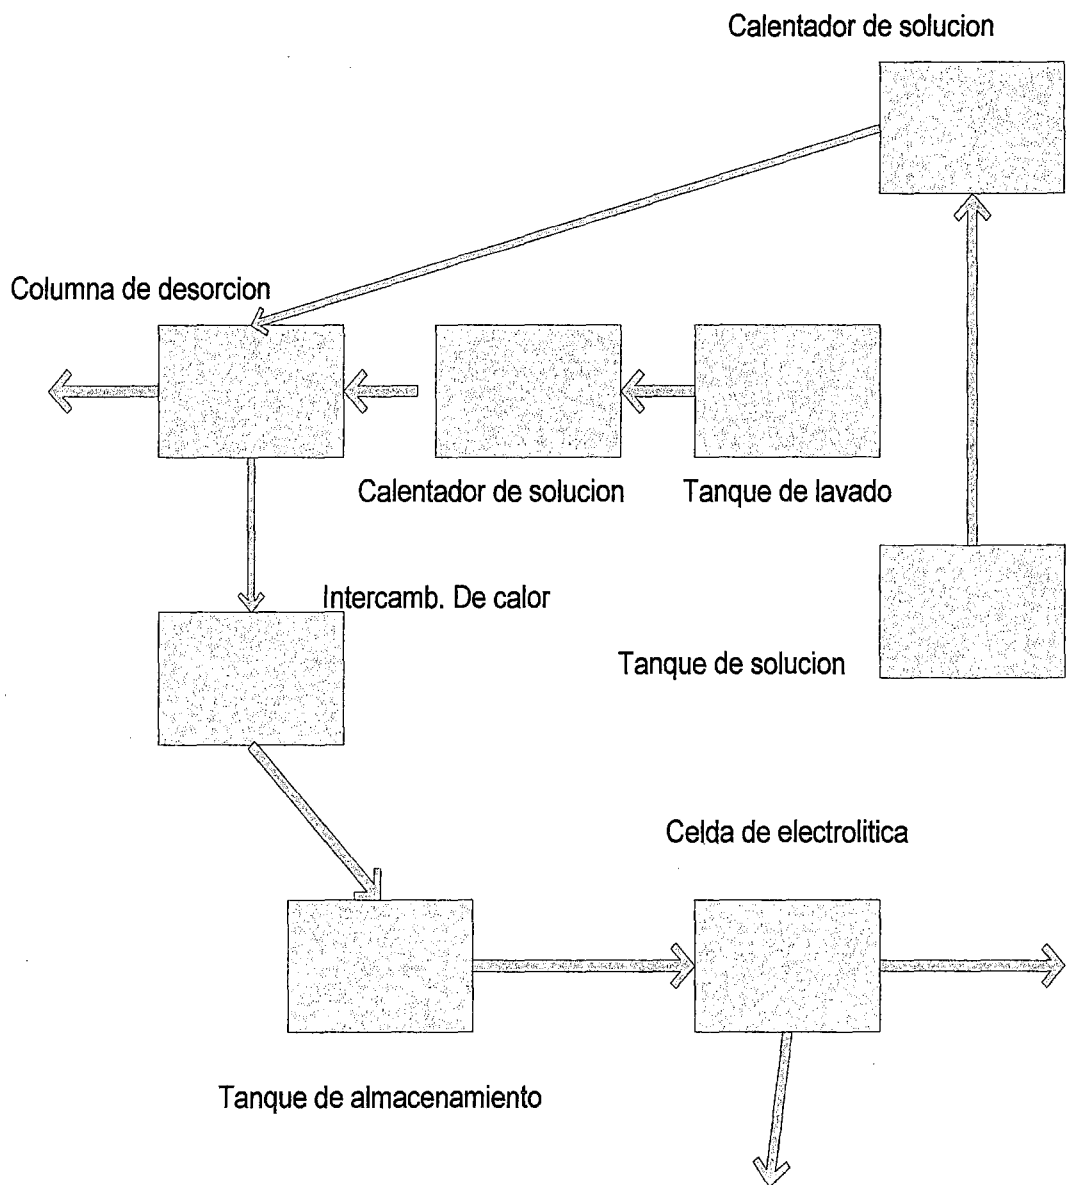 Calentador de solucion
Columna de desorcion
Calentador de solucion
Tanque de lavado
Intercamb. De calor
Tanque de solucion
Celda de electrolitica
Tanque de almacenamiento